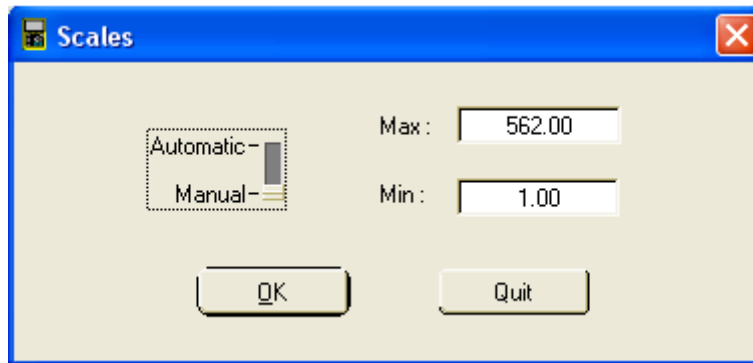 Scales
Automatic
Manual
Max :
562.00
Min :
1.00
OK
Quit